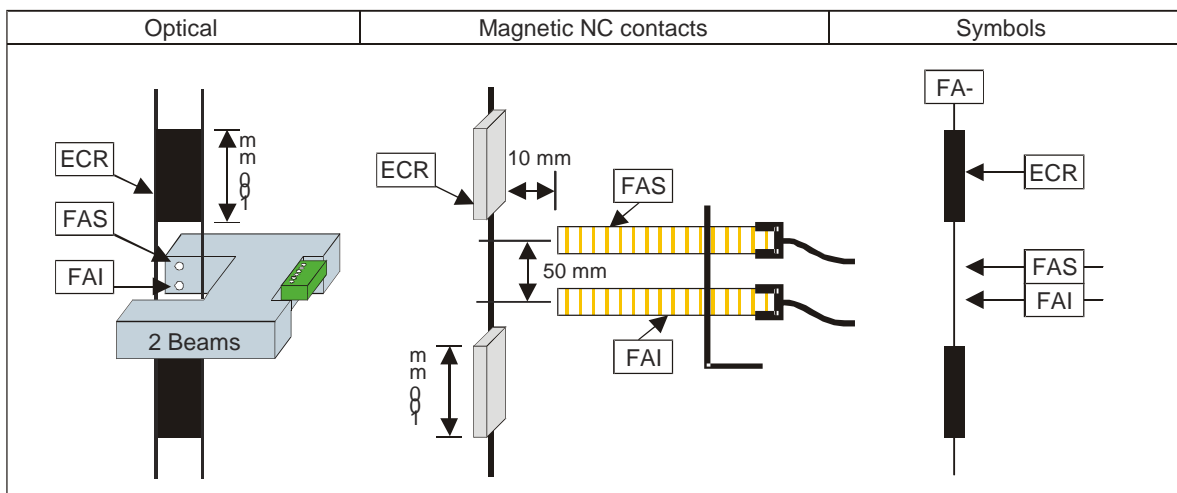 Optical
Magnetic NC contacts
Symbols
ECR
FAS
FAI
100 mm
2 Beams
ECR
10 mm
FAS
50 mm
FAI
100 mm
FA-
ECR
FAS
FAI